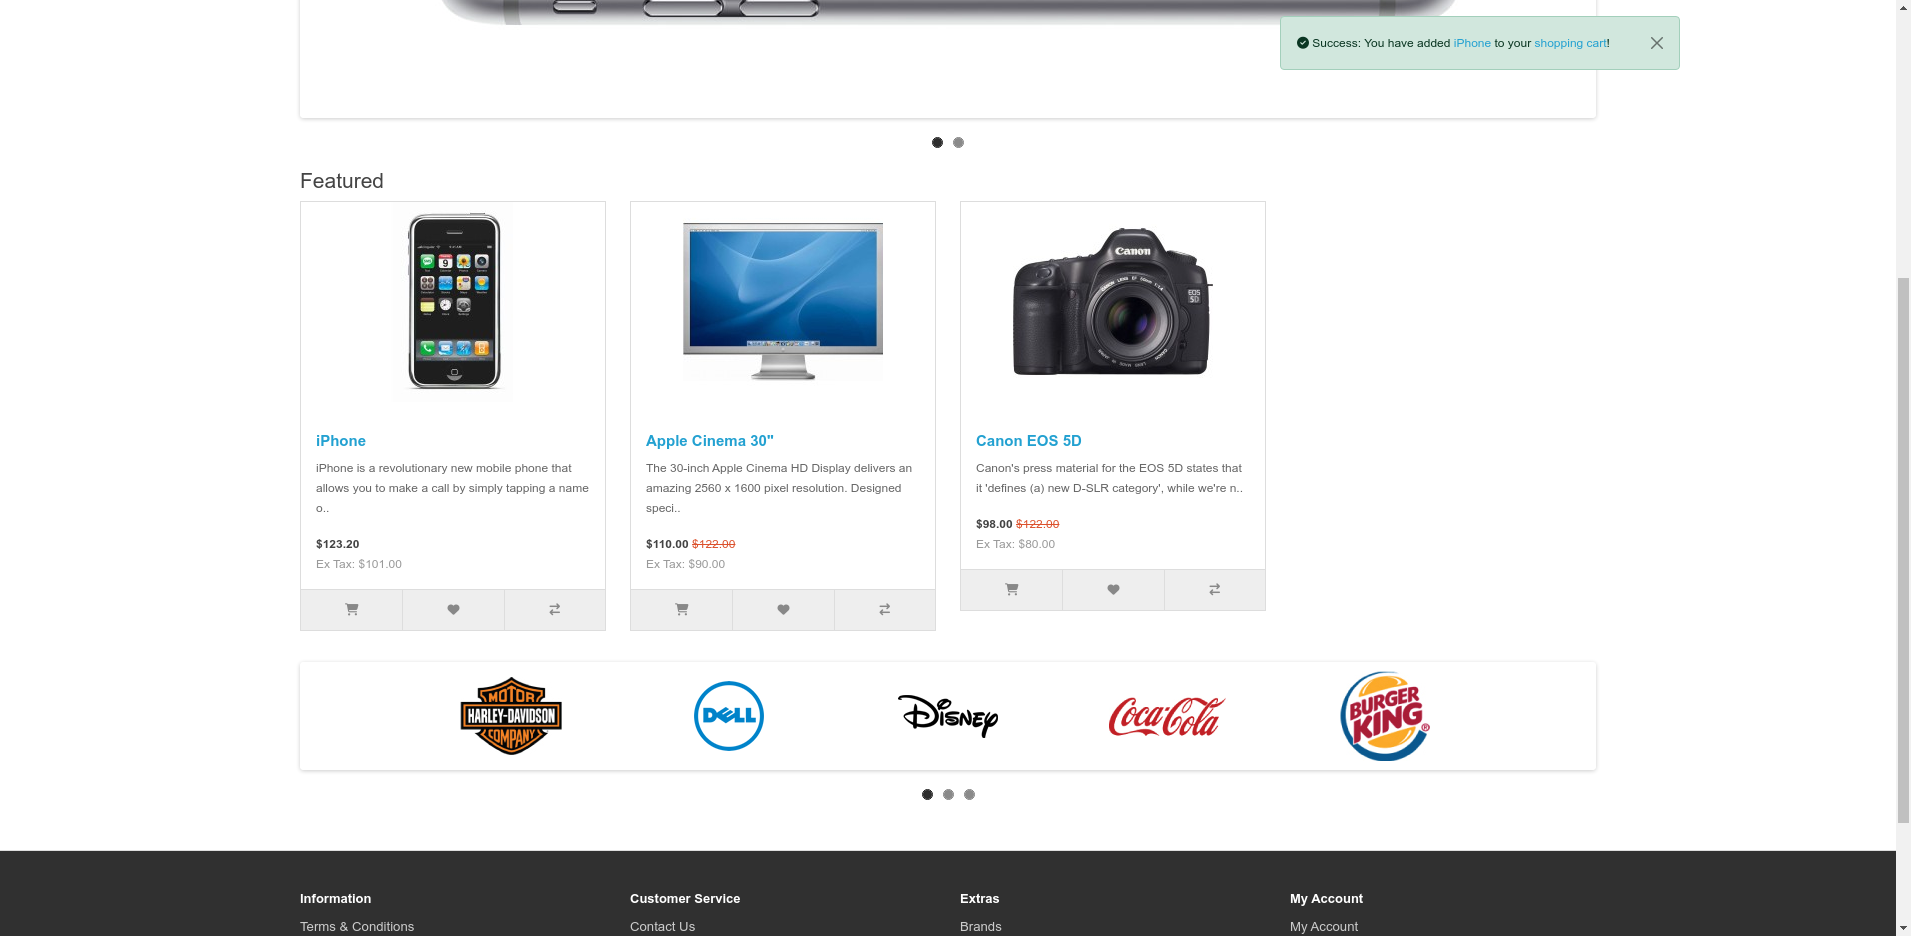 Success: You have added iPhone to your shopping cart!
Featured
Canon
EOS
5D
iPhone
iPhone is a revolutionary new mobile phone that
allows you to make a call by simply tapping a name
o..
$123.20
Ex Tax: $101.00
Apple Cinema 30"
The 30-inch Apple Cinema HD Display delivers an
amazing 2560 x 1600 pixel resolution. Designed
speci..
$110.00 $122.00
Ex Tax: $90.00
Canon EOS 5D
Canon's press material for the EOS 5D states that
it 'defines (a) new D-SLR category', while we're n..
$98.00 $122.00
Ex Tax: $80.00
MOTOR
HARLEY-DAVIDSON
COMPANY
DELL
Disney
Coca-Cola
BURGER
KING®
Information
Customer Service
Extras
My Account
Terms & Conditions
Contact Us
Brands
My Account